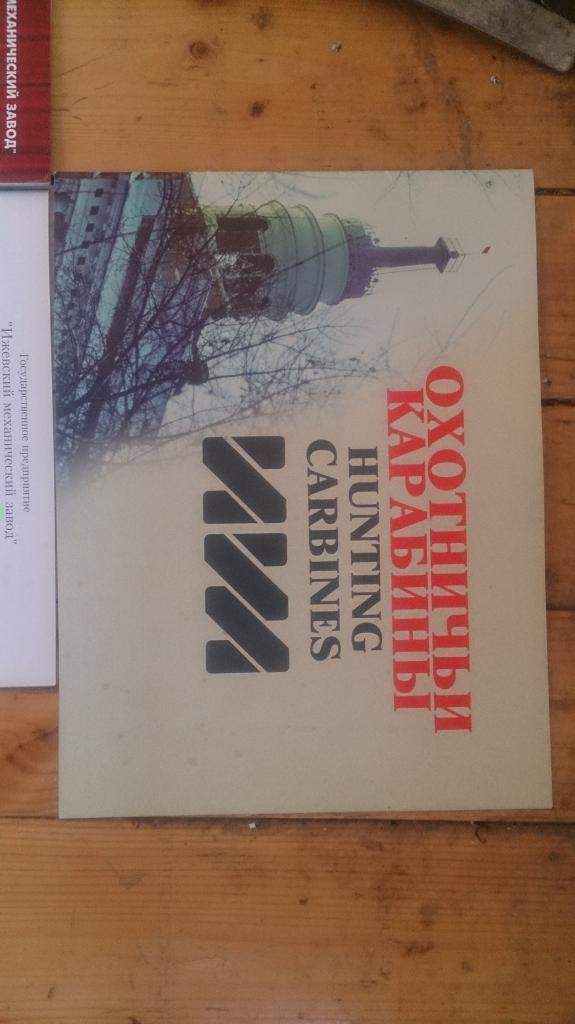 МЕХАНИЧЕСКИЙ ЗАВОД"
Государственное предприятие
"Ижевский механический завод"
ОХОТНИЧЬИ
КАРАБИНЫ
HUNTING
CARBINES